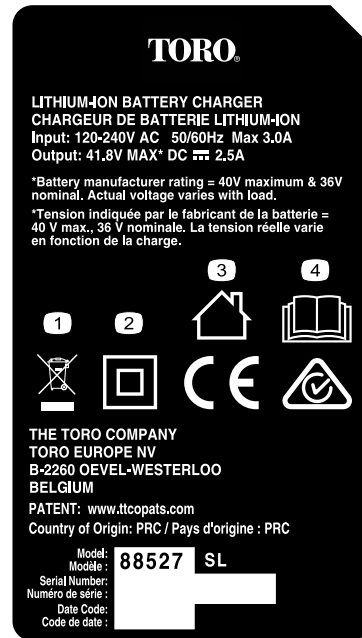 TORO.
LITHIUM-ION BATTERY CHARGER
CHARGEUR DE BATTERIE LITHIUM-ION
Input: 120-240V AC 50/60Hz Max 3.0A
Output: 41.8V MAX* DC ⎓ 2.5A
*Battery manufacturer rating = 40V maximum & 36V
nominal. Actual voltage varies with load.
*Tension indiquée par le fabricant de la batterie =
40 V max., 36 V nominale. La tension réelle varie
en fonction de la charge.
3 4
1 2
CE
THE TORO COMPANY
TORO EUROPE NV
B-2260 OEVEL-WESTERLOO
BELGIUM
PATENT: www.ttcopats.com
Country of Origin: PRC / Pays d'origine : PRC
Model:
Modèle : 88527 SL
Serial Number:
Numéro de série :
Date Code:
Code de date :